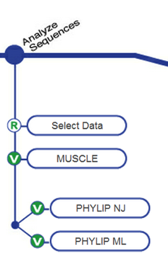 Analyze
Sequences
R
Select Data
V
MUSCLE
V
PHYLIP NJ
V
PHYLIP ML